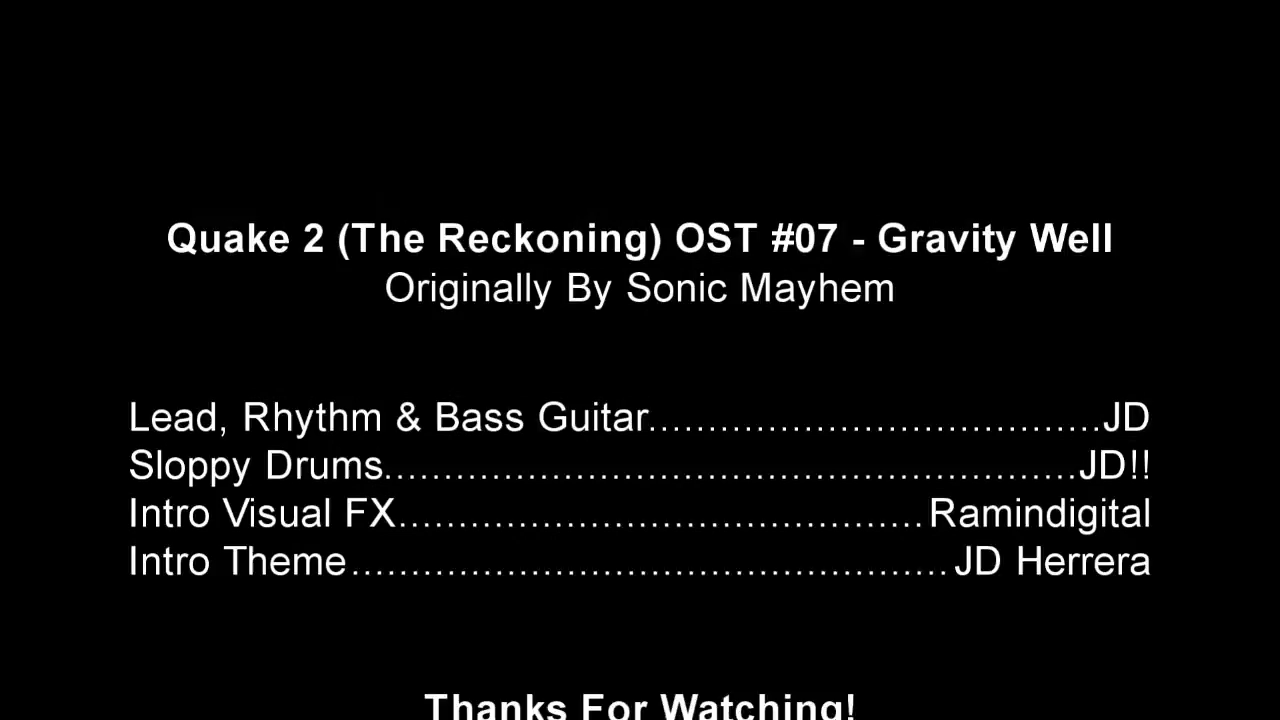 Quake 2 (The Reckoning) OST #07 - Gravity Well
Originally By Sonic Mayhem
Lead, Rhythm & Bass Guitar......................................JD
Sloppy Drums..........................................................JD!!
Intro Visual FX............................................Ramindigital
Intro Theme..................................................JD Herrera
Thanks For Watching!